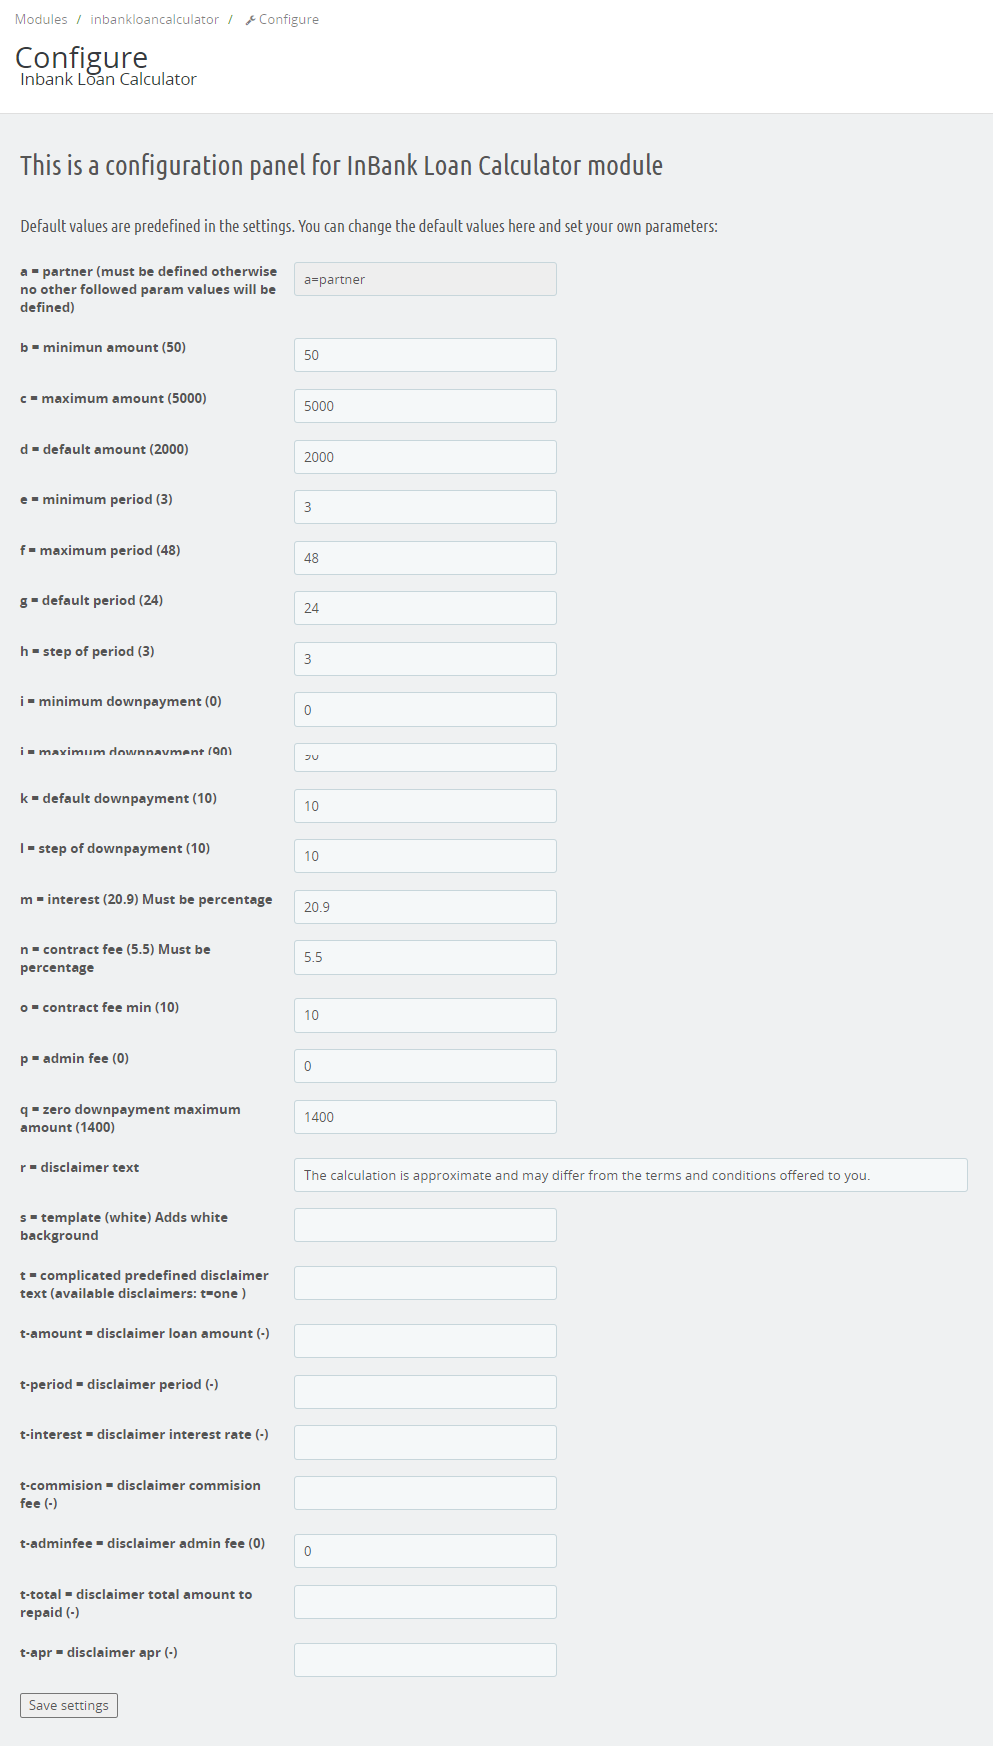 Modules / inbankloancalculator / Configure
Configure
Inbank Loan Calculator
This is a configuration panel for InBank Loan Calculator module
Default values are predefined in the settings. You can change the default values here and set your own parameters:
a = partner (must be defined otherwise
no other followed param values will be
defined)
a=partner
b = minimun amount (50)
50
c = maximum amount (5000)
5000
d = default amount (2000)
2000
e = minimum period (3)
3
f = maximum period (48)
48
g = default period (24)
24
h = step of period (3)
3
i = minimum downpayment (0)
0
j = maximum downpayment (90)
90
k = default downpayment (10)
10
l = step of downpayment (10)
10
m = interest (20.9) Must be percentage
20.9
n = contract fee (5.5) Must be
percentage
5.5
o = contract fee min (10)
10
p = admin fee (0)
0
q = zero downpayment maximum
amount (1400)
1400
r = disclaimer text
The calculation is approximate and may differ from the terms and conditions offered to you.
s = template (white) Adds white
background
t = complicated predefined disclaimer
text (available disclaimers: t=one )
t-amount = disclaimer loan amount (-)
t-period = disclaimer period (-)
t-interest = disclaimer interest rate (-)
t-commision = disclaimer commision
fee (-)
t-adminfee = disclaimer admin fee (0)
0
t-total = disclaimer total amount to
repaid (-)
t-apr = disclaimer apr (-)
Save settings